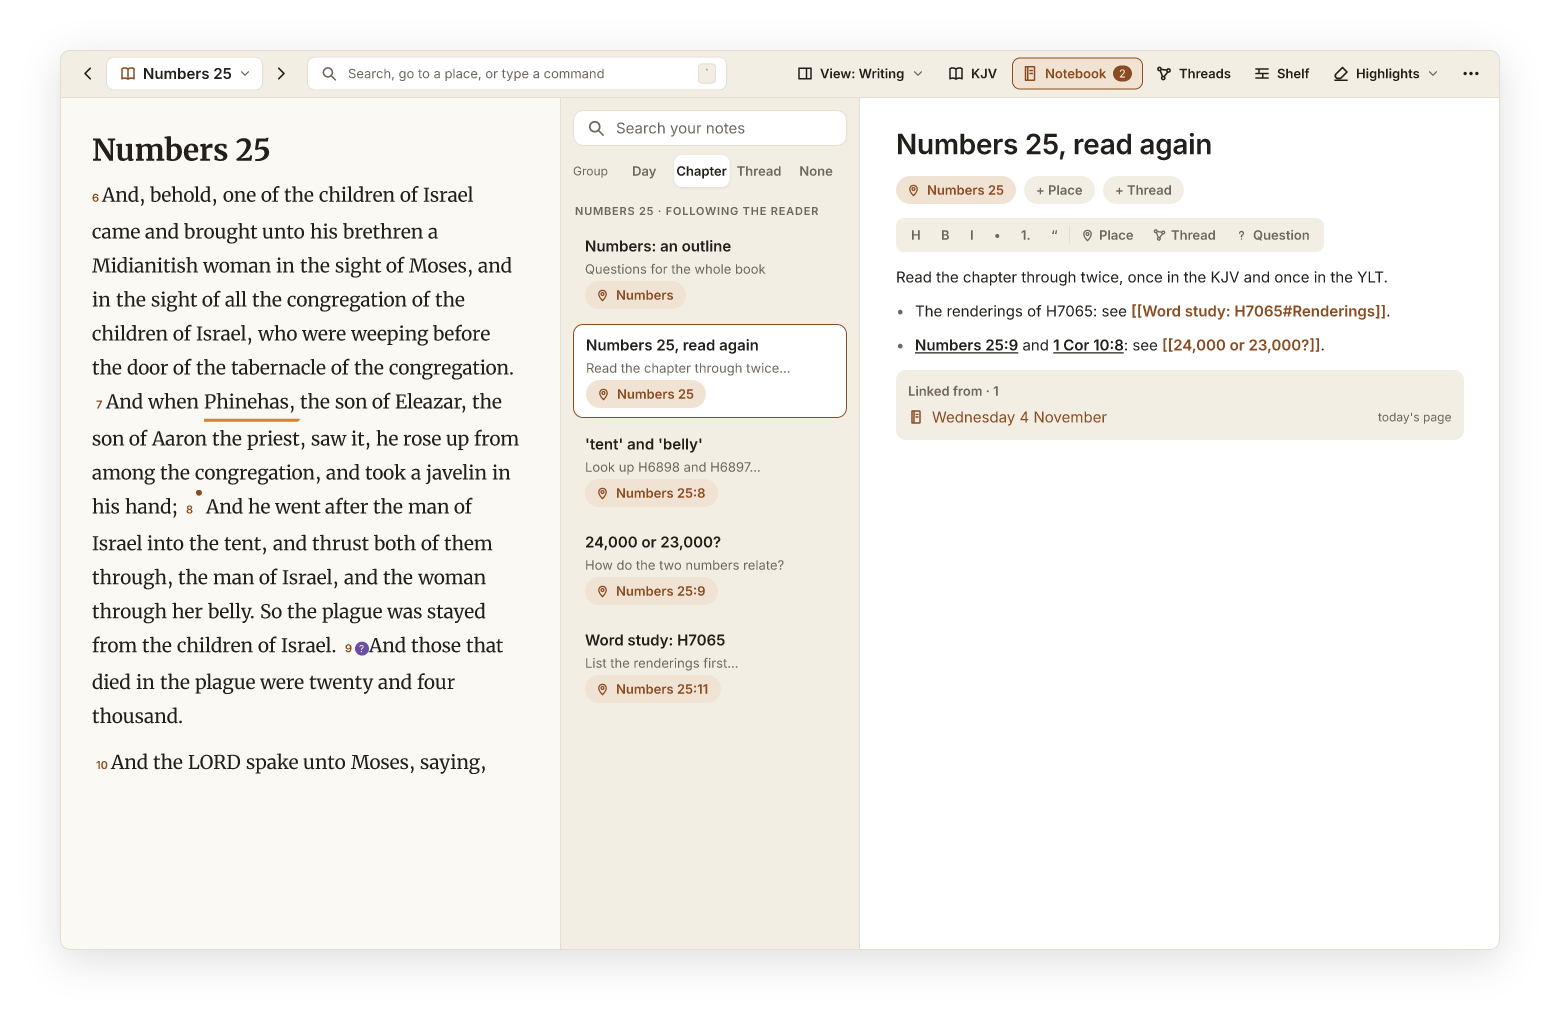 Numbers 25
Search, go to a place, or type a command
`
View: Writing
KJV
Notebook 2
Threads
Shelf
Highlights
•••
Numbers 25
6 And, behold, one of the children of Israel
came and brought unto his brethren a
Midianitish woman in the sight of Moses, and
in the sight of all the congregation of the
children of Israel, who were weeping before
the door of the tabernacle of the congregation.
7 And when Phinehas, the son of Eleazar, the
son of Aaron the priest, saw it, he rose up from
among the congregation, and took a javelin in
his hand; 8 And he went after the man of
Israel into the tent, and thrust both of them
through, the man of Israel, and the woman
through her belly. So the plague was stayed
from the children of Israel. 9 ? And those that
died in the plague were twenty and four
thousand.
10 And the LORD spake unto Moses, saying,
Search your notes
Group Day Chapter Thread None
NUMBERS 25 · FOLLOWING THE READER
Numbers: an outline
Questions for the whole book
Numbers
Numbers 25, read again
Read the chapter through twice...
Numbers 25
'tent' and 'belly'
Look up H6898 and H6897...
Numbers 25:8
24,000 or 23,000?
How do the two numbers relate?
Numbers 25:9
Word study: H7065
List the renderings first...
Numbers 25:11
Numbers 25, read again
Numbers 25 + Place + Thread
H B I • 1. “ Place Thread ? Question
Read the chapter through twice, once in the KJV and once in the YLT.
• The renderings of H7065: see [[Word study: H7065#Renderings]].
• Numbers 25:9 and 1 Cor 10:8: see [[24,000 or 23,000?]].
Linked from · 1
Wednesday 4 November today's page